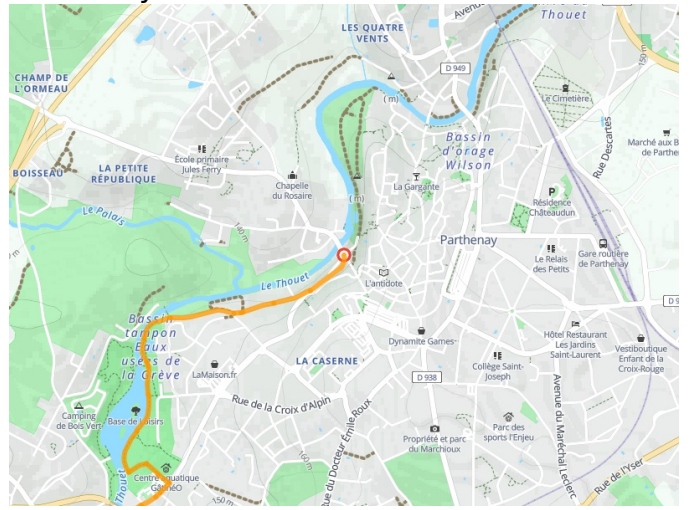 Thouet
LES QUATRE
VENTS
D 949
CHAMP DE
L'ORMEAU
150 m
Le Cimetière
( m)
Rue Descartes
Bassin
d'orage
Wilson
Marché aux B
de Parthe
École primaire
Jules Ferry
BOISSEAU
LA PETITE
RÉPUBLIQUE
Chapelle
du Rosaire
La Gargante
( m)
Résidence
Châteaudun
Le Palais
140 m
Parthenay
Le Relais
des Petits
Gare routière
de Parthenay
Le Thouet
L'antidote
D 9
Bassin
tampon
Eaux
usées de
la Grève
Dynamite Games
Hôtel Restaurant
Les Jardins
Saint-Laurent
Vestiboutique
Enfant de la
Croix-Rouge
LA CASERNE
LaMaison.fr
D 938
Collège Saint-
Joseph
Rue de la Croix d'Alpin
Camping
de Bois Vert
Base de Loisirs
Rue du Docteur Émile Roux
Parc des
sports l'Enjeu
Avenue du Maréchal Leclerc
Propriété et parc
du Marchioux
160 m
Centre aquatique
GâtinéO
Thouet
150 m
Rue de l'Yser